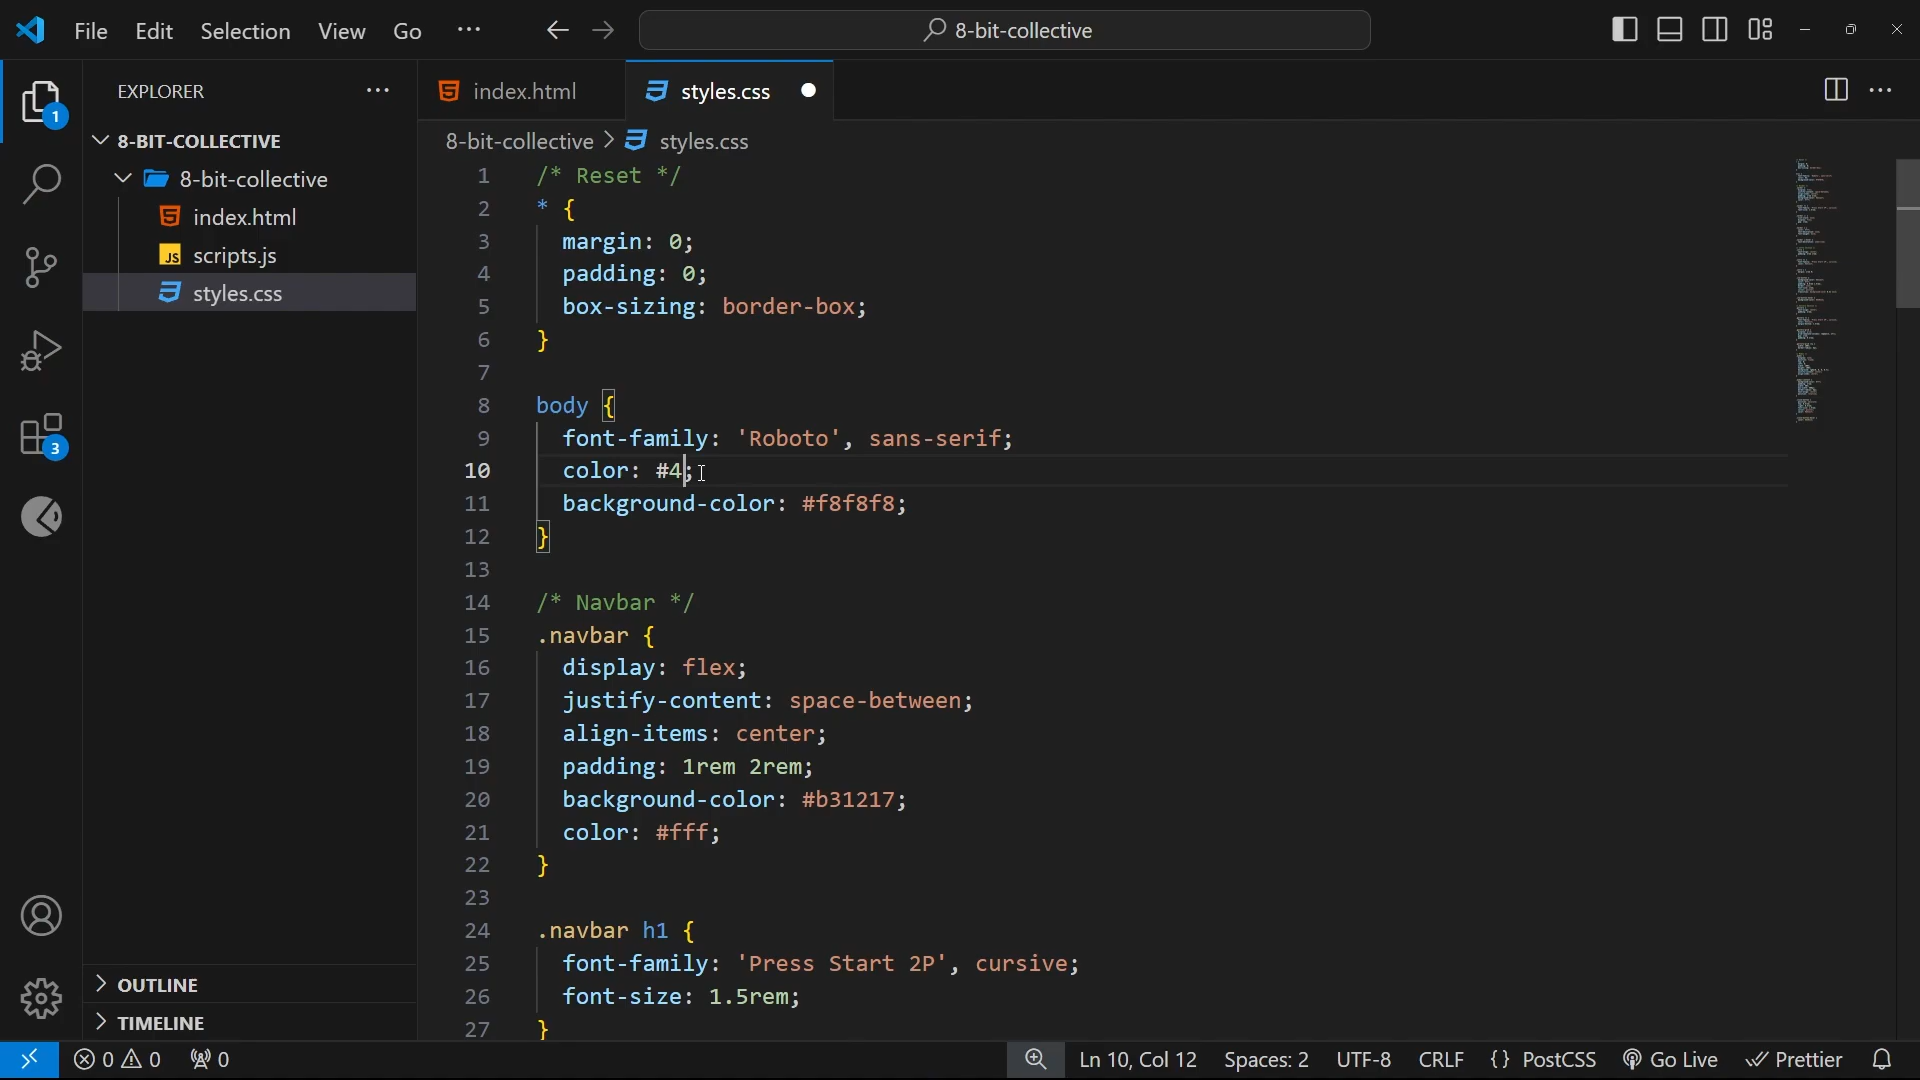 File Edit Selection View Go ··· 8-bit-collective
EXPLORER ···
8-BIT-COLLECTIVE
8-bit-collective
index.html
JS scripts.js
styles.css
OUTLINE
TIMELINE
1
3
index.html styles.css
8-bit-collective > styles.css
1 /* Reset */
2 * {
3 margin: 0;
4 padding: 0;
5 box-sizing: border-box;
6 }
7
8 body {
9 font-family: 'Roboto', sans-serif;
10 color: #4;
11 background-color: #f8f8f8;
12 }
13
14 /* Navbar */
15 .navbar {
16 display: flex;
17 justify-content: space-between;
18 align-items: center;
19 padding: 1rem 2rem;
20 background-color: #b31217;
21 color: #fff;
22 }
23
24 .navbar h1 {
25 font-family: 'Press Start 2P', cursive;
26 font-size: 1.5rem;
27 }
0 0 0 Ln 10, Col 12 Spaces: 2 UTF-8 CRLF {} PostCSS Go Live Prettier